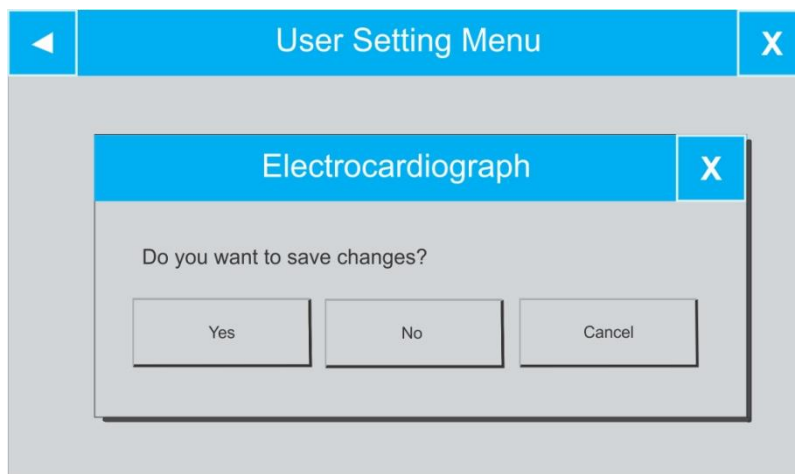 ◄ User Setting Menu X
Electrocardiograph X
Do you want to save changes?
Yes No Cancel